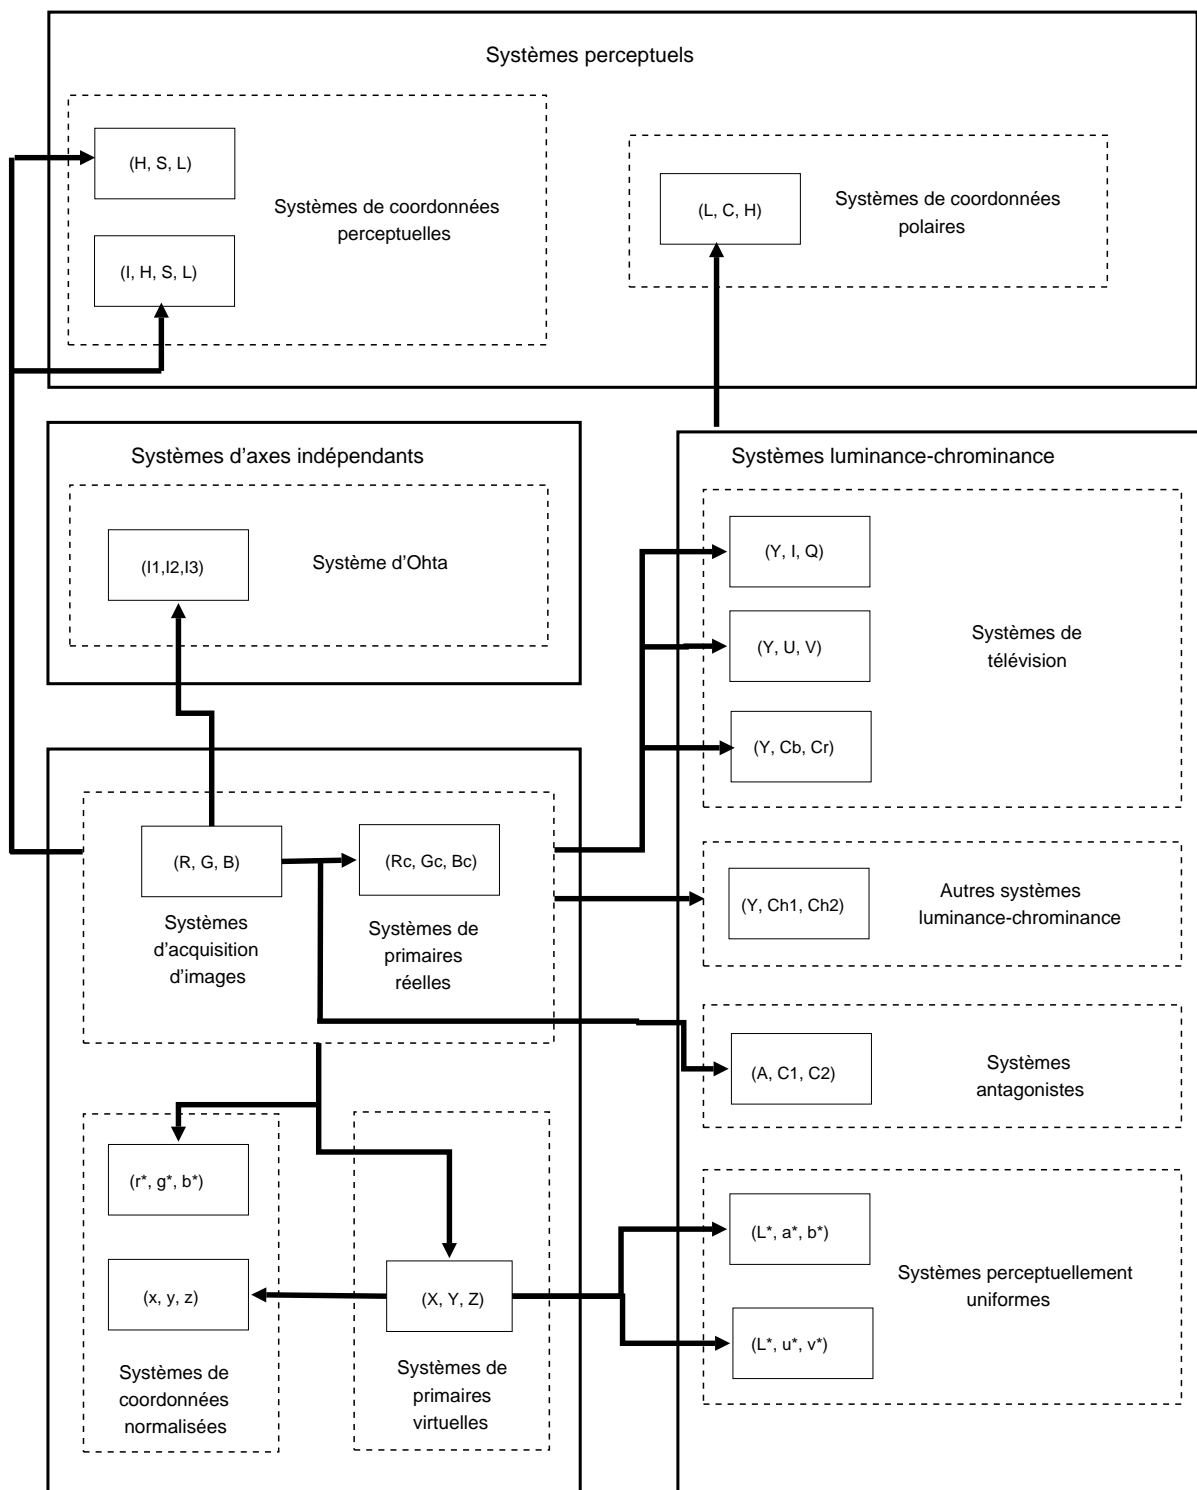 Systèmes perceptuels
(H, S, L)
Systèmes de coordonnées
perceptuelles
(I, H, S, L)
(L, C, H)
Systèmes de coordonnées
polaires
Systèmes d'axes indépendants
(I1,I2,I3)
Système d'Ohta
Systèmes luminance-chrominance
(Y, I, Q)
(Y, U, V)
Systèmes de
télévision
(Y, Cb, Cr)
(R, G, B)
Systèmes
d'acquisition
d'images
(Rc, Gc, Bc)
Systèmes de
primaires
réelles
(Y, Ch1, Ch2)
Autres systèmes
luminance-chrominance
(A, C1, C2)
Systèmes
antagonistes
(r*, g*, b*)
(x, y, z)
Systèmes de
coordonnées
normalisées
(X, Y, Z)
Systèmes de
primaires
virtuelles
(L*, a*, b*)
Systèmes perceptuellement
uniformes
(L*, u*, v*)